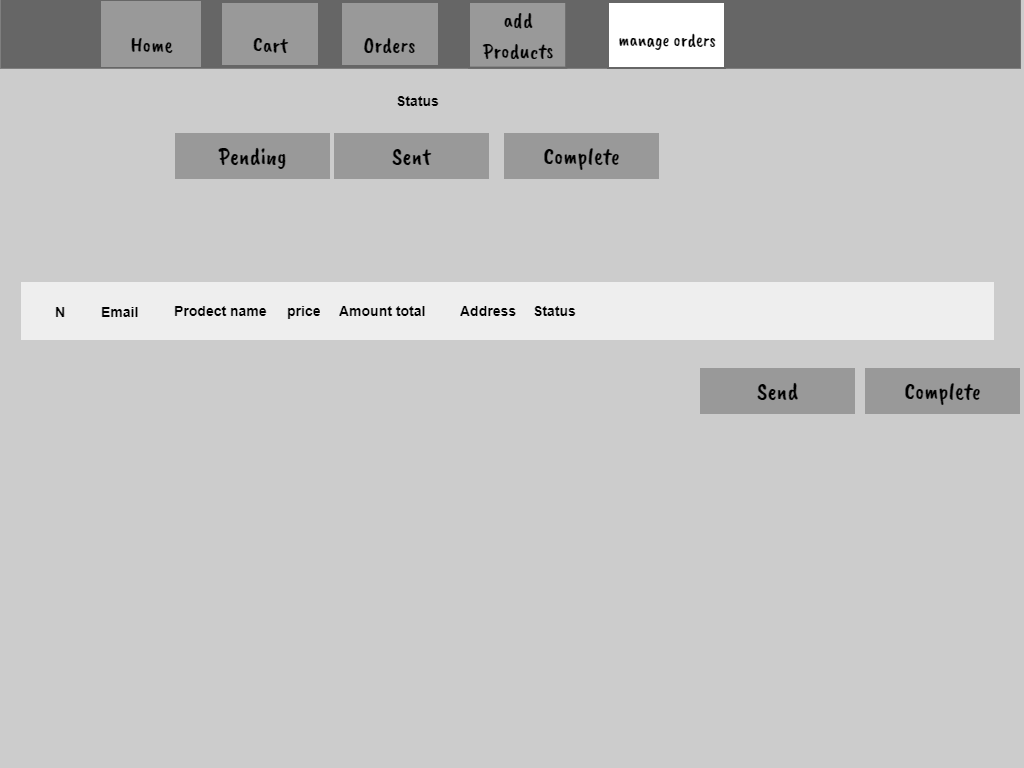 Home Cart Orders add Products manage orders
Status
Pending Sent Complete
N Email Prodect name price Amount total Address Status
Send Complete